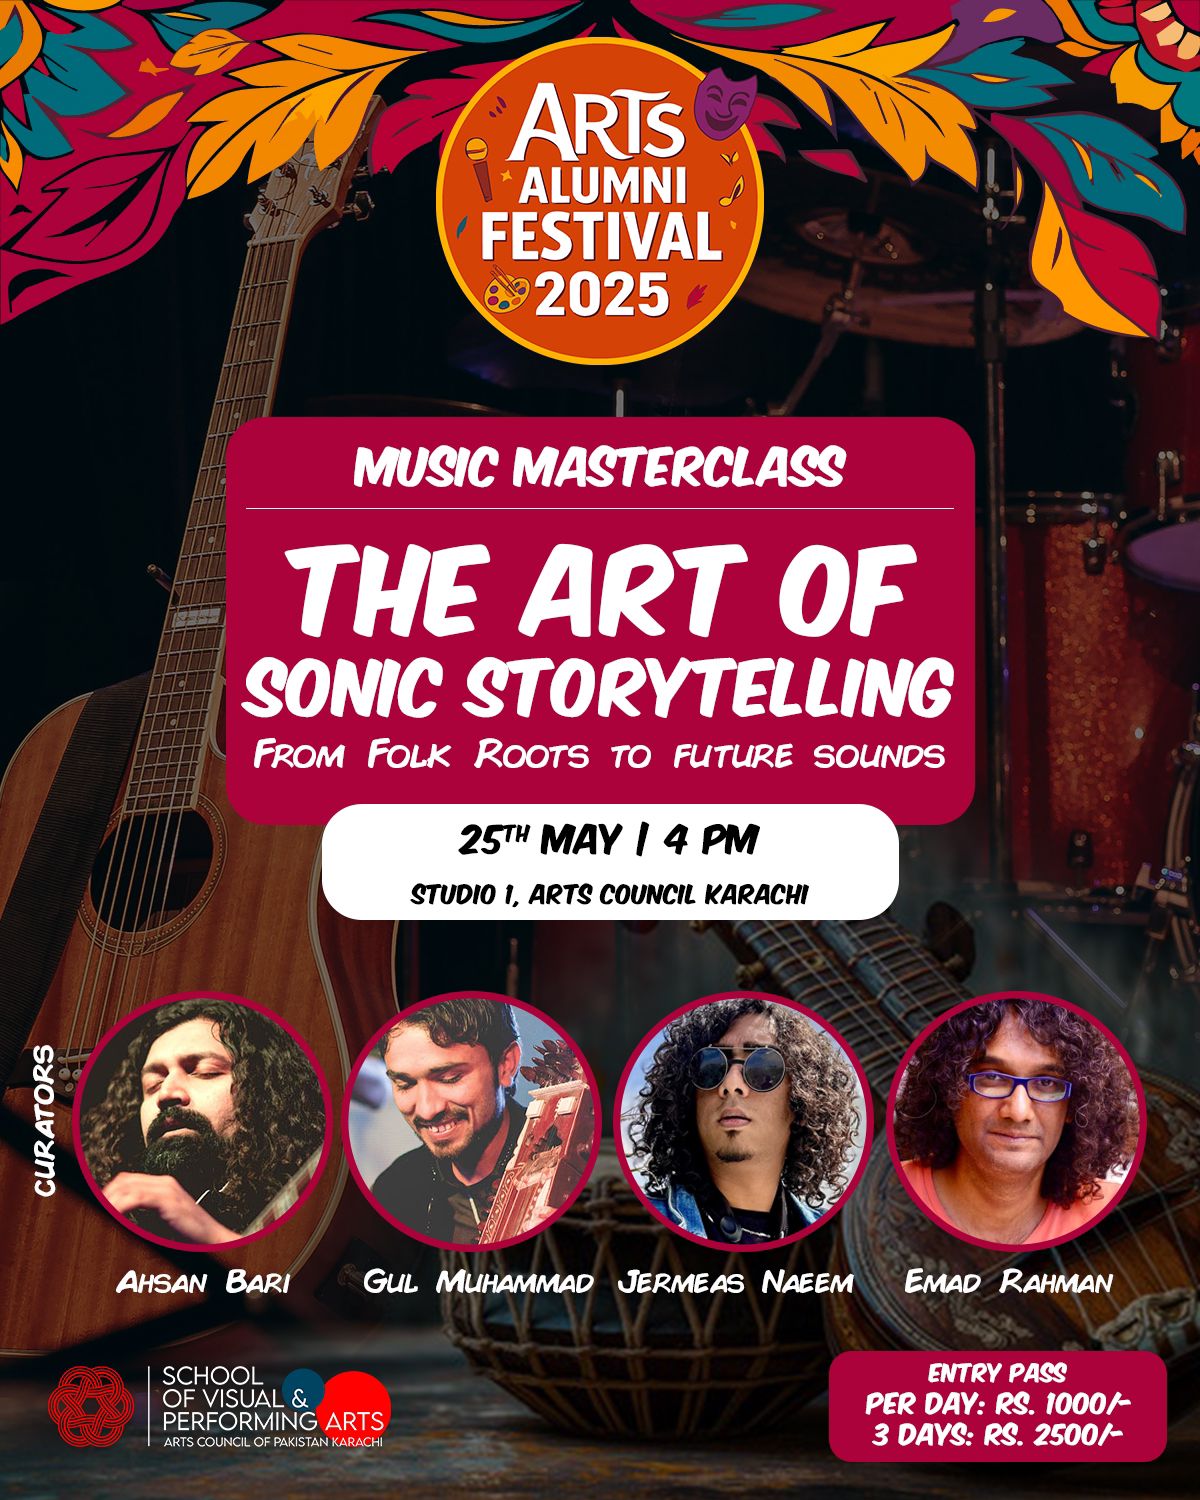 ARTS
ALUMNI
FESTIVAL
2025
MUSIC MASTERCLASS
THE ART OF
SONIC STORYTELLING
FROM FOLK ROOTS TO FUTURE SOUNDS
25TH MAY | 4 PM
STUDIO 1, ARTS COUNCIL KARACHI
CURATORS
AHSAN BARI
GUL MUHAMMAD
JERMEAS NAEEM
EMAD RAHMAN
SCHOOL
OF VISUAL &
PERFORMING ARTS
ARTS COUNCIL OF PAKISTAN KARACHI
ENTRY PASS
PER DAY: RS. 1000/-
3 DAYS: RS. 2500/-